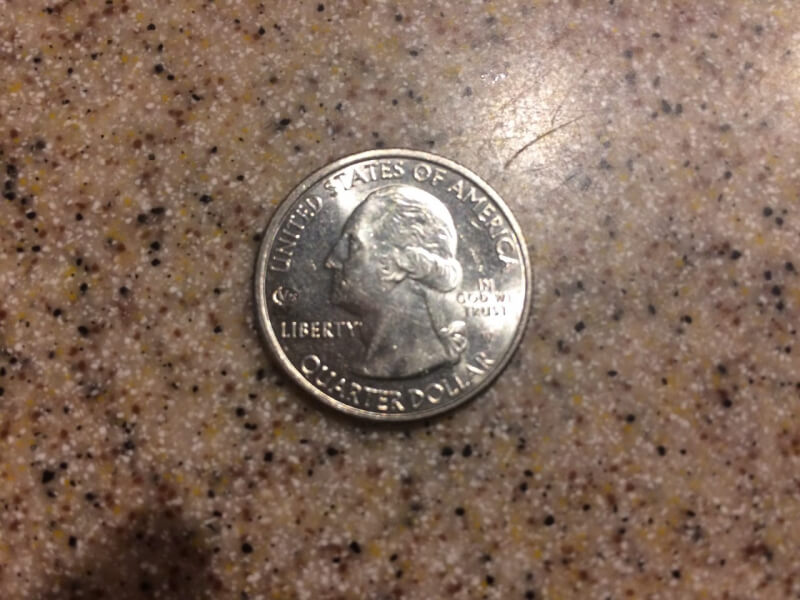 UNITED STATES OF AMERICA
LIBERTY
IN
GOD WE
TRUST
QUARTER DOLLAR